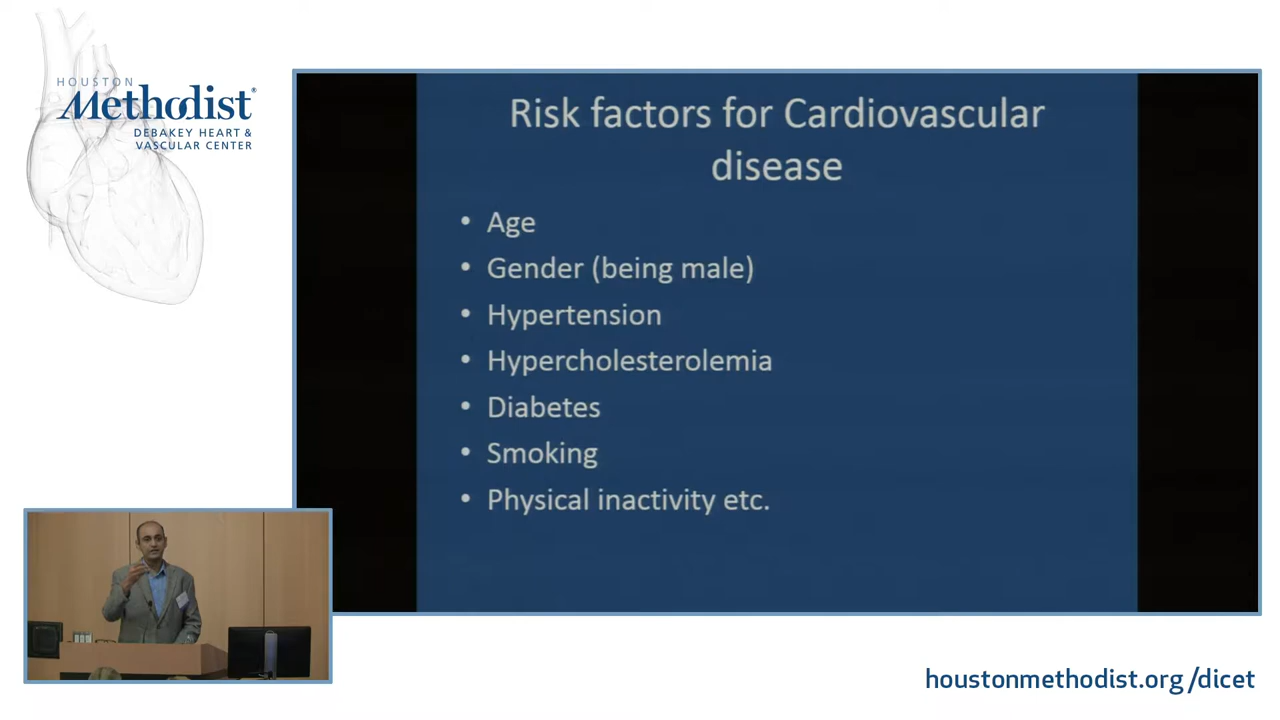 HOUSTON
Methodist®
DEBAKEY HEART &
VASCULAR CENTER
Risk factors for Cardiovascular
disease
• Age
• Gender (being male)
• Hypertension
• Hypercholesterolemia
• Diabetes
• Smoking
• Physical inactivity etc.
houstonmethodist.org/dicet